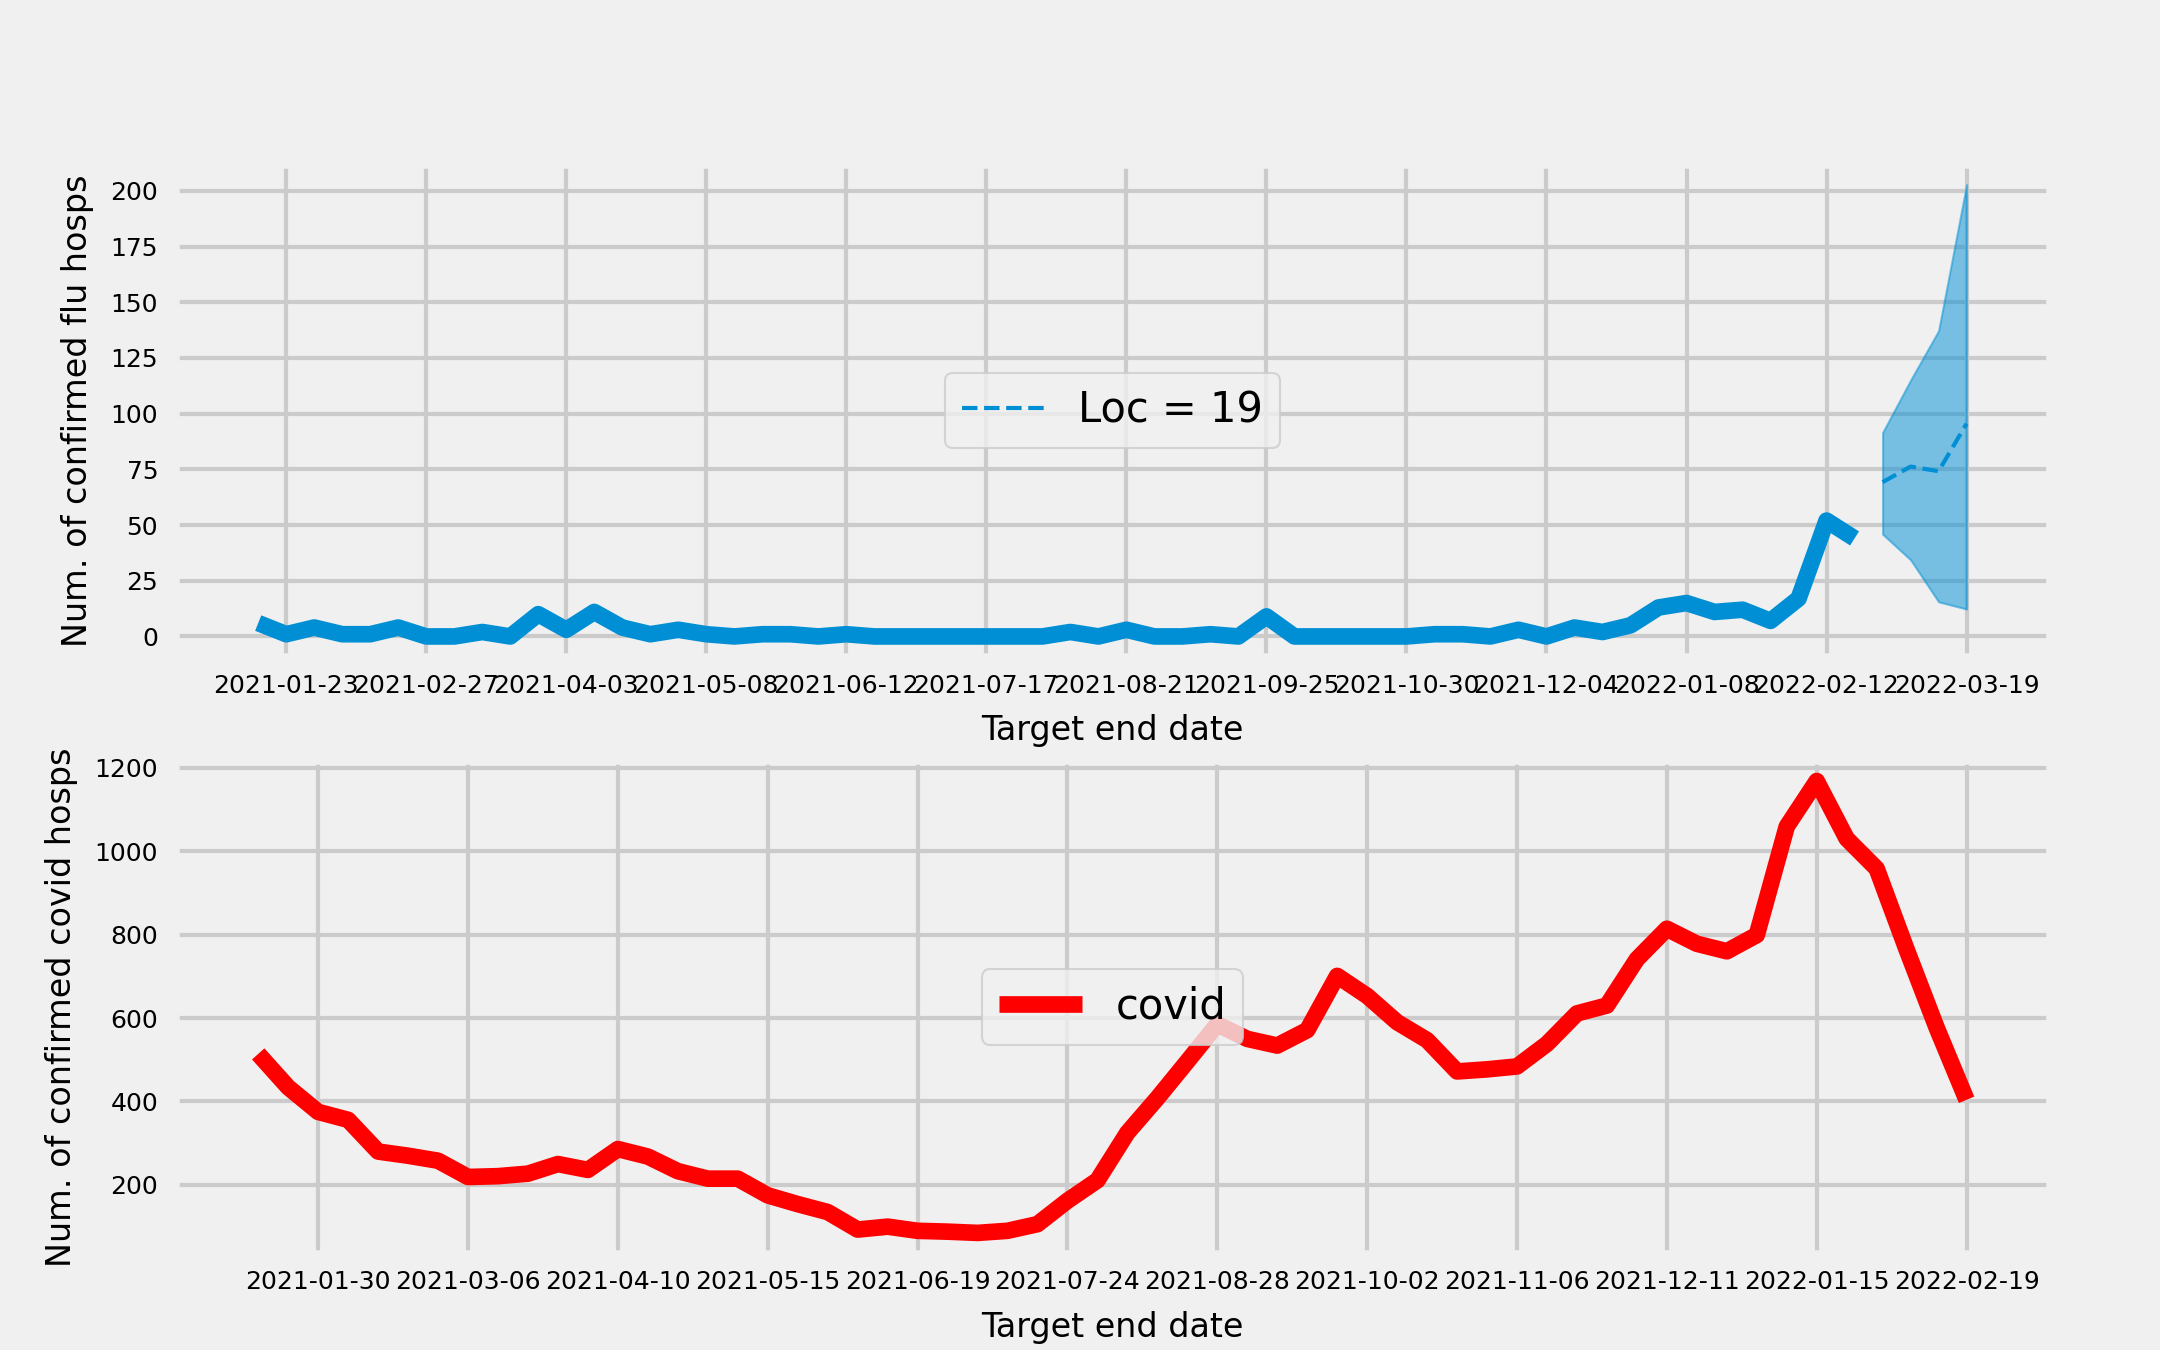 Num. of confirmed flu hosps
200
175
150
125
100
75
50
25
0
Loc = 19
2021-01-23 2021-02-27 2021-04-03 2021-05-08 2021-06-12 2021-07-17 2021-08-21 2021-09-25 2021-10-30 2021-12-04 2022-01-08 2022-02-12 2022-03-19
Target end date
Num. of confirmed covid hosps
1200
1000
800
600
400
200
covid
2021-01-30 2021-03-06 2021-04-10 2021-05-15 2021-06-19 2021-07-24 2021-08-28 2021-10-02 2021-11-06 2021-12-11 2022-01-15 2022-02-19
Target end date